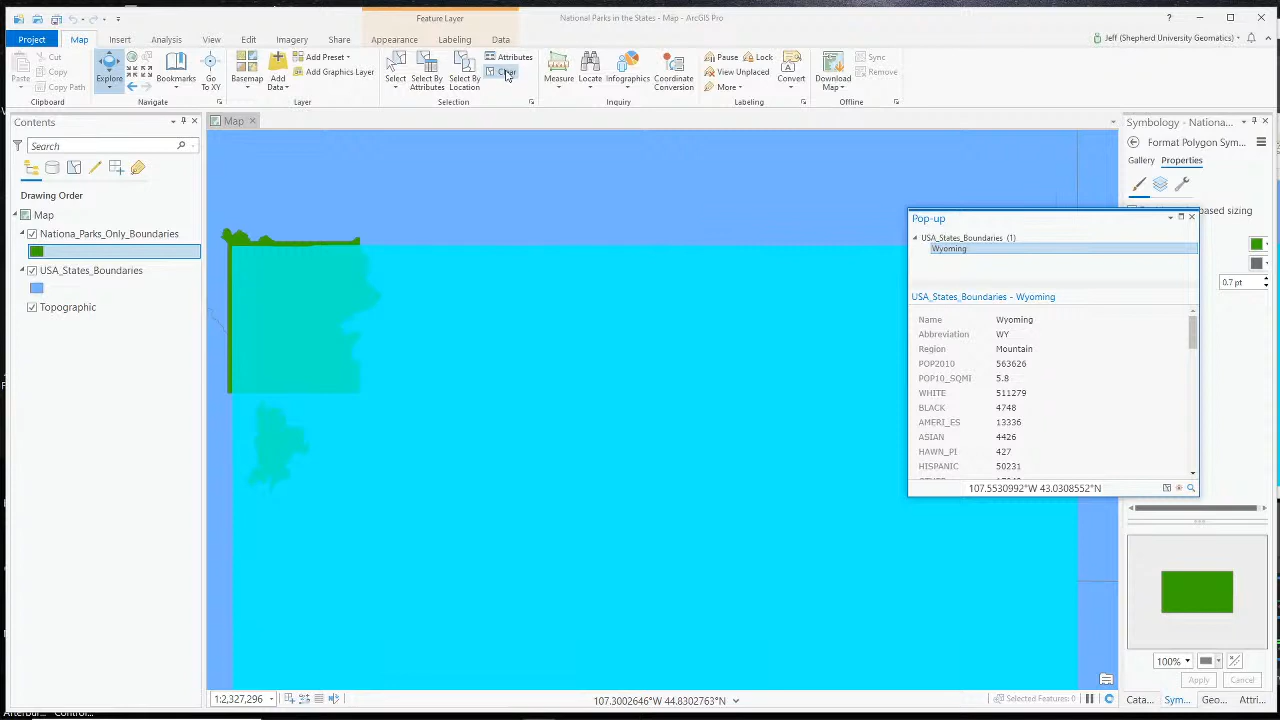 Feature Layer
National Parks in the States - Map - ArcGIS Pro
Project Map Insert Analysis View Edit Imagery Share Appearance Labeling Data
Jeff (Shepherd University Geomatics)
Paste Cut Copy Copy Path Clipboard
Explore Bookmarks Go To XY Navigate
Basemap Add Data Add Preset Add Graphics Layer Layer
Select Select By Attributes Select By Location Attributes Clear Selection
Measure Locate Infographics Coordinate Conversion Inquiry
Pause Lock View Unplaced More Convert Labeling
Download Map Sync Remove Offline
Contents
Search
Drawing Order
Map
Nationa_Parks_Only_Boundaries
USA_States_Boundaries
Topographic
Map
Pop-up
USA_States_Boundaries (1)
Wyoming
USA_States_Boundaries - Wyoming
Name Wyoming
Abbreviation WY
Region Mountain
POP2010 563626
POP10_SQMI 5.8
WHITE 511279
BLACK 4748
AMERI_ES 13336
ASIAN 4426
HAWN_PI 427
HISPANIC 50231
107.5530992°W 43.0308552°N
Symbology - Nationa...
Format Polygon Sym...
Gallery Properties
based sizing
0.7 pt
100%
Apply Cancel
1:2,327,296
107.3002646°W 44.8302763°N
Selected Features: 0
Cata... Sym... Geo... Attri...